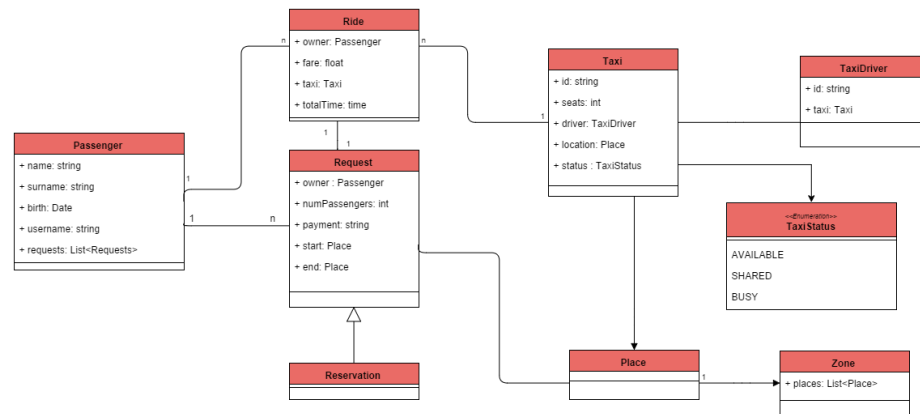 Ride
+ owner: Passenger
+ fare: float
+ taxi: Taxi
+ totalTime: time
n
n
1
1
Taxi
+ id: string
+ seats: int
+ driver: TaxiDriver
+ location: Place
+ status : TaxiStatus
1
TaxiDriver
+ id: string
+ taxi: Taxi
Passenger
+ name: string
+ surname: string
+ birth: Date
+ username: string
+ requests: List<Requests>
1
1
n
Request
+ owner : Passenger
+ numPassengers: int
+ payment: string
+ start: Place
+ end: Place
<<Enumeration>>
TaxiStatus
AVAILABLE
SHARED
BUSY
Reservation
Place
1
Zone
+ places: List<Place>